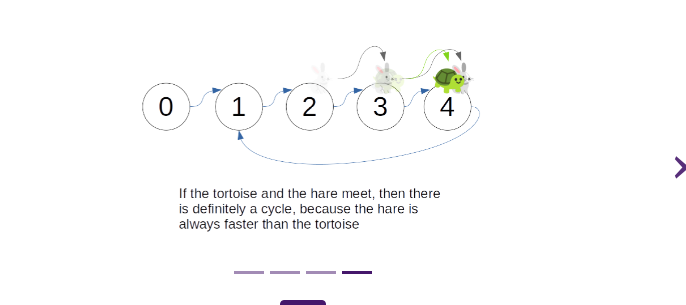 0 1 2 3 4
If the tortoise and the hare meet, then there
is definitely a cycle, because the hare is
always faster than the tortoise